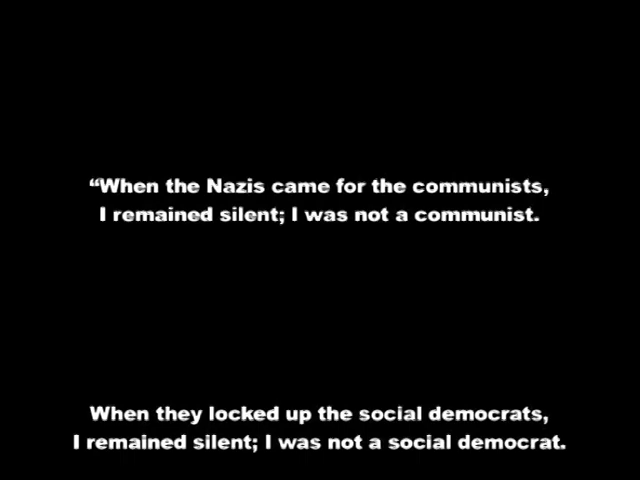 “When the Nazis came for the communists,
I remained silent; I was not a communist.
When they locked up the social democrats,
I remained silent; I was not a social democrat.